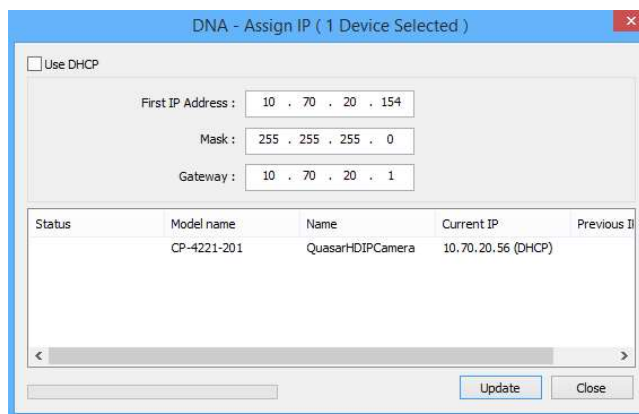 DNA - Assign IP ( 1 Device Selected )
Use DHCP
First IP Address : 10 . 70 . 20 . 154
Mask : 255 . 255 . 255 . 0
Gateway : 10 . 70 . 20 . 1
Status Model name Name Current IP Previous I
CP-4221-201 QuasarHDIPCamera 10.70.20.56 (DHCP)
Update Close